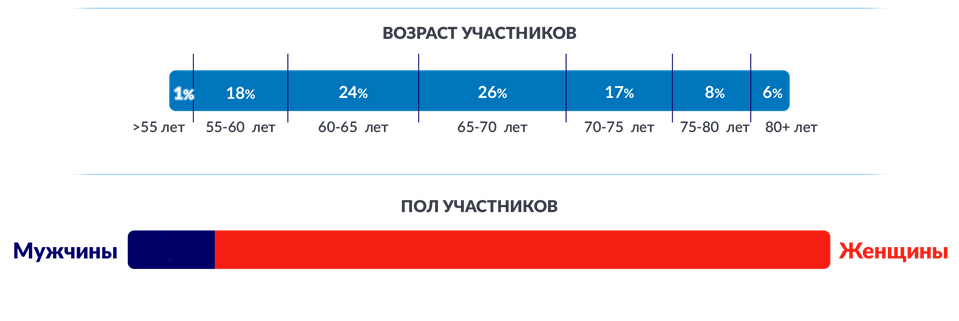 ВОЗРАСТ УЧАСТНИКОВ
1% 18% 24% 26% 17% 8% 6%
>55 лет 55-60 лет 60-65 лет 65-70 лет 70-75 лет 75-80 лет 80+ лет
ПОЛ УЧАСТНИКОВ
Мужчины Женщины